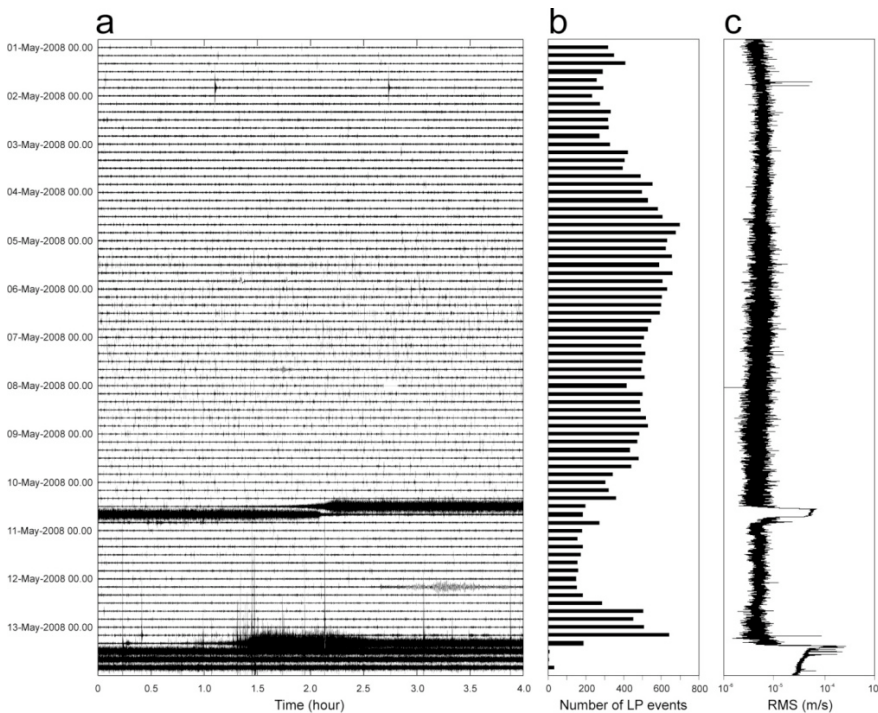 a
b
c
01-May-2008 00.00
02-May-2008 00.00
03-May-2008 00.00
04-May-2008 00.00
05-May-2008 00.00
06-May-2008 00.00
07-May-2008 00.00
08-May-2008 00.00
09-May-2008 00.00
10-May-2008 00.00
11-May-2008 00.00
12-May-2008 00.00
13-May-2008 00.00
0 0.5 1.0 1.5 2.0 2.5 3.0 3.5 4.0
0 200 400 600 800
Time (hour)
Number of LP events
RMS (m/s)